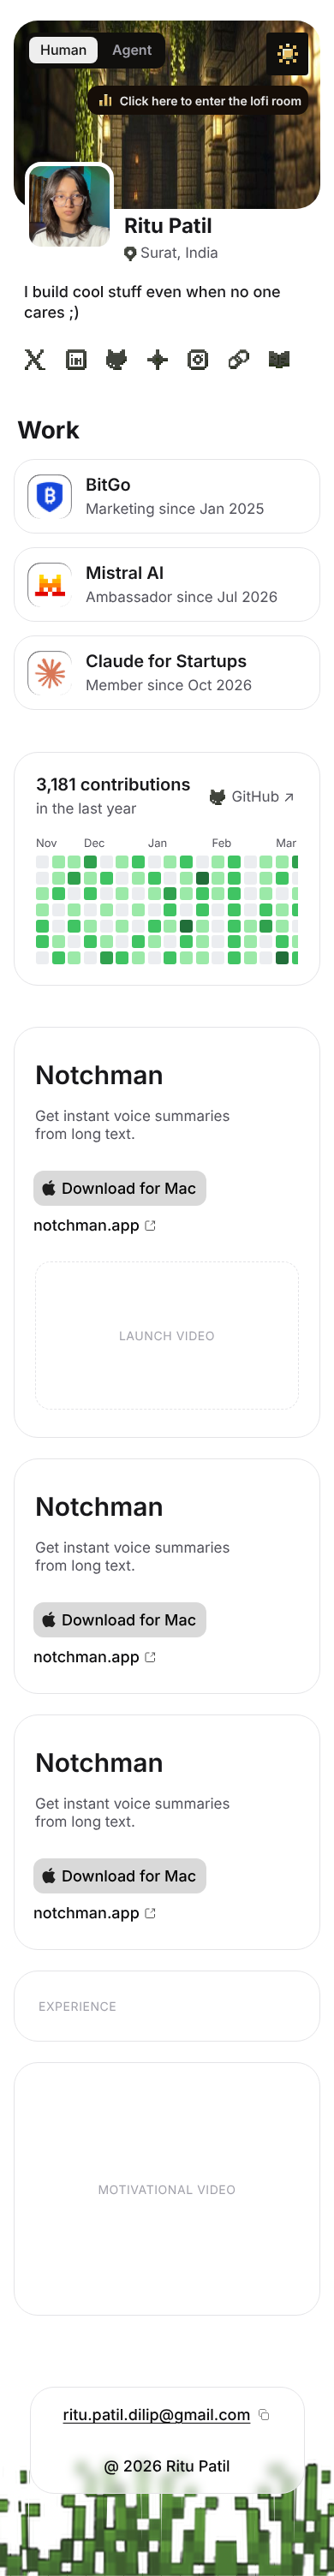 Human
Agent
Click here to enter the lofi room
Ritu Patil
Surat, India
I build cool stuff even when no one
cares ;)
Work
BitGo
Marketing since Jan 2025
Mistral AI
Ambassador since Jul 2026
Claude for Startups
Member since Oct 2026
3,181 contributions
in the last year
GitHub ↗
Nov Dec Jan Feb Mar
Notchman
Get instant voice summaries
from long text.
Download for Mac
notchman.app
LAUNCH VIDEO
Notchman
Get instant voice summaries
from long text.
Download for Mac
notchman.app
Notchman
Get instant voice summaries
from long text.
Download for Mac
notchman.app
EXPERIENCE
MOTIVATIONAL VIDEO
ritu.patil.dilip@gmail.com
@ 2026 Ritu Patil